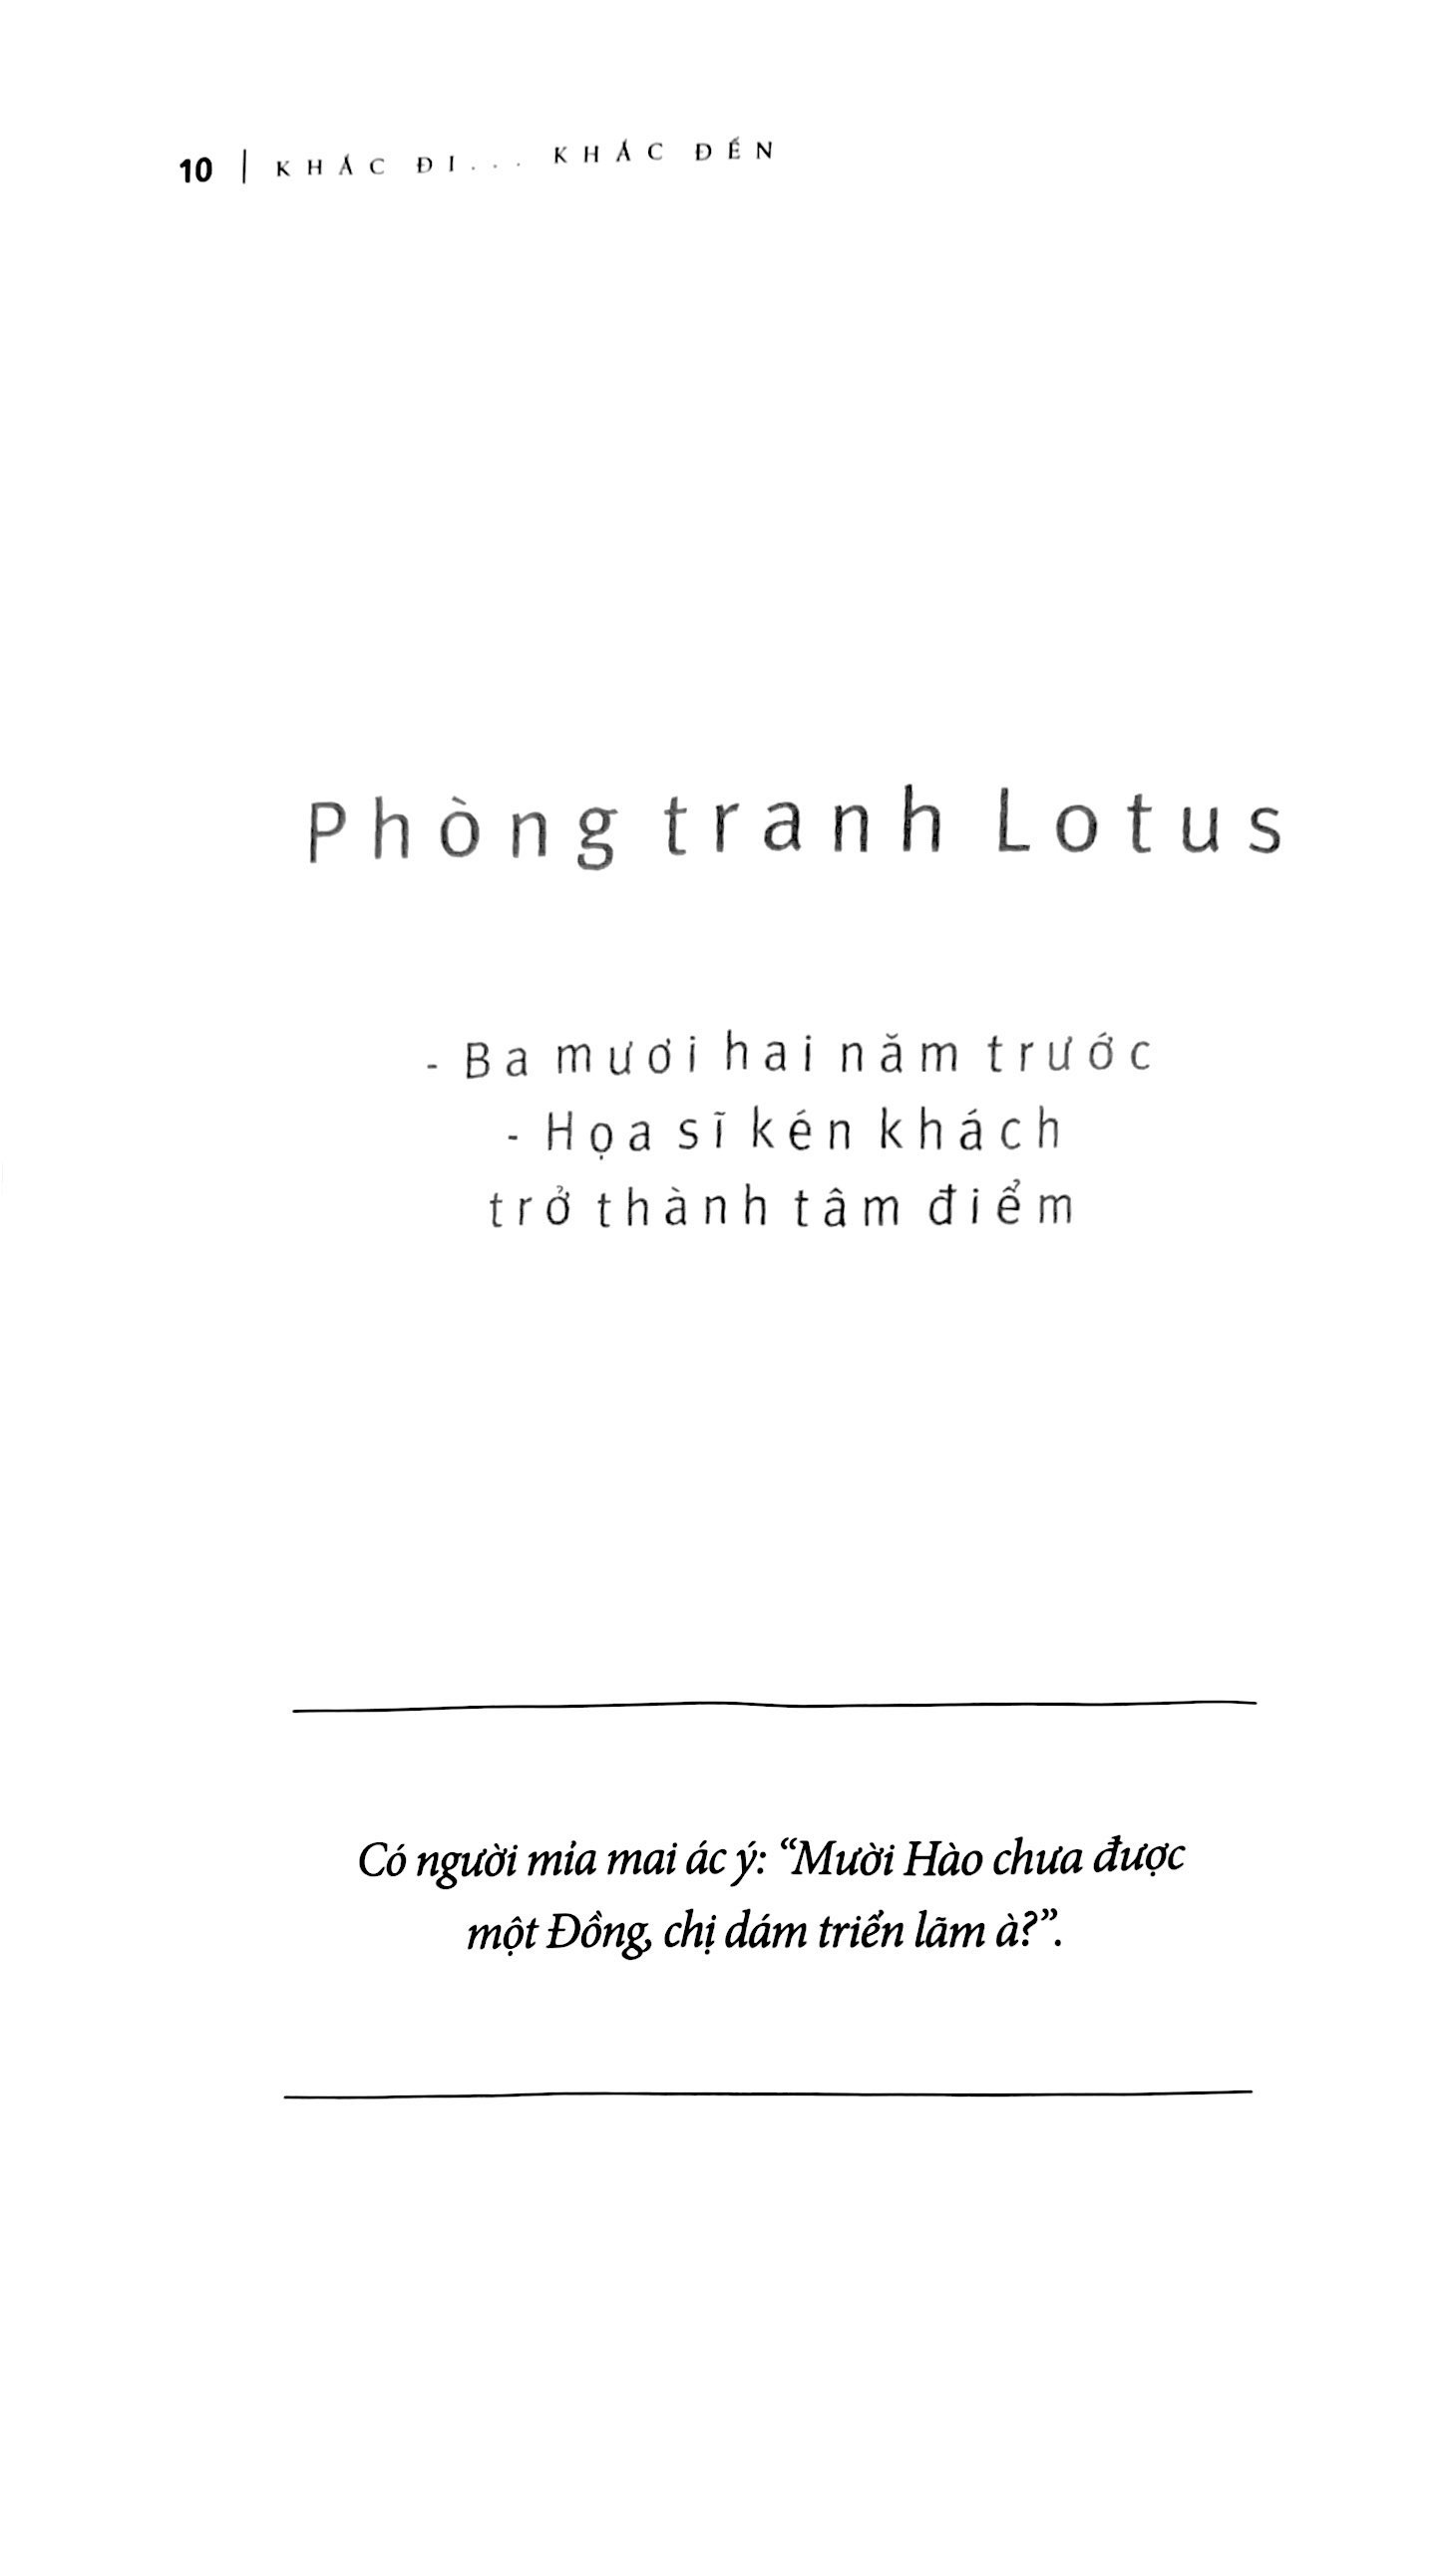 10 | KHÁC ĐI... KHÁC ĐẾN
Phòng tranh Lotus
- Ba mươi hai năm trước
- Họa sĩ kén khách
trở thành tâm điểm
Có người mỉa mai ác ý: “Mười Hào chưa được
một Đồng, chị dám triển lãm à?”.